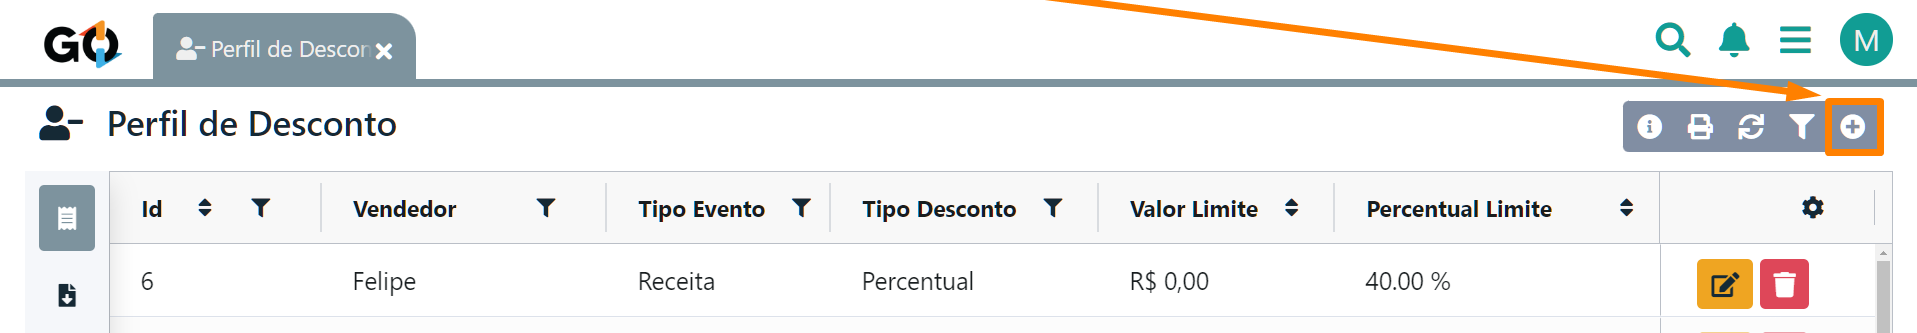 GO
Perfil de Descon
M
Perfil de Desconto
Id Vendedor Tipo Evento Tipo Desconto Valor Limite Percentual Limite
6 Felipe Receita Percentual R$ 0,00 40.00 %